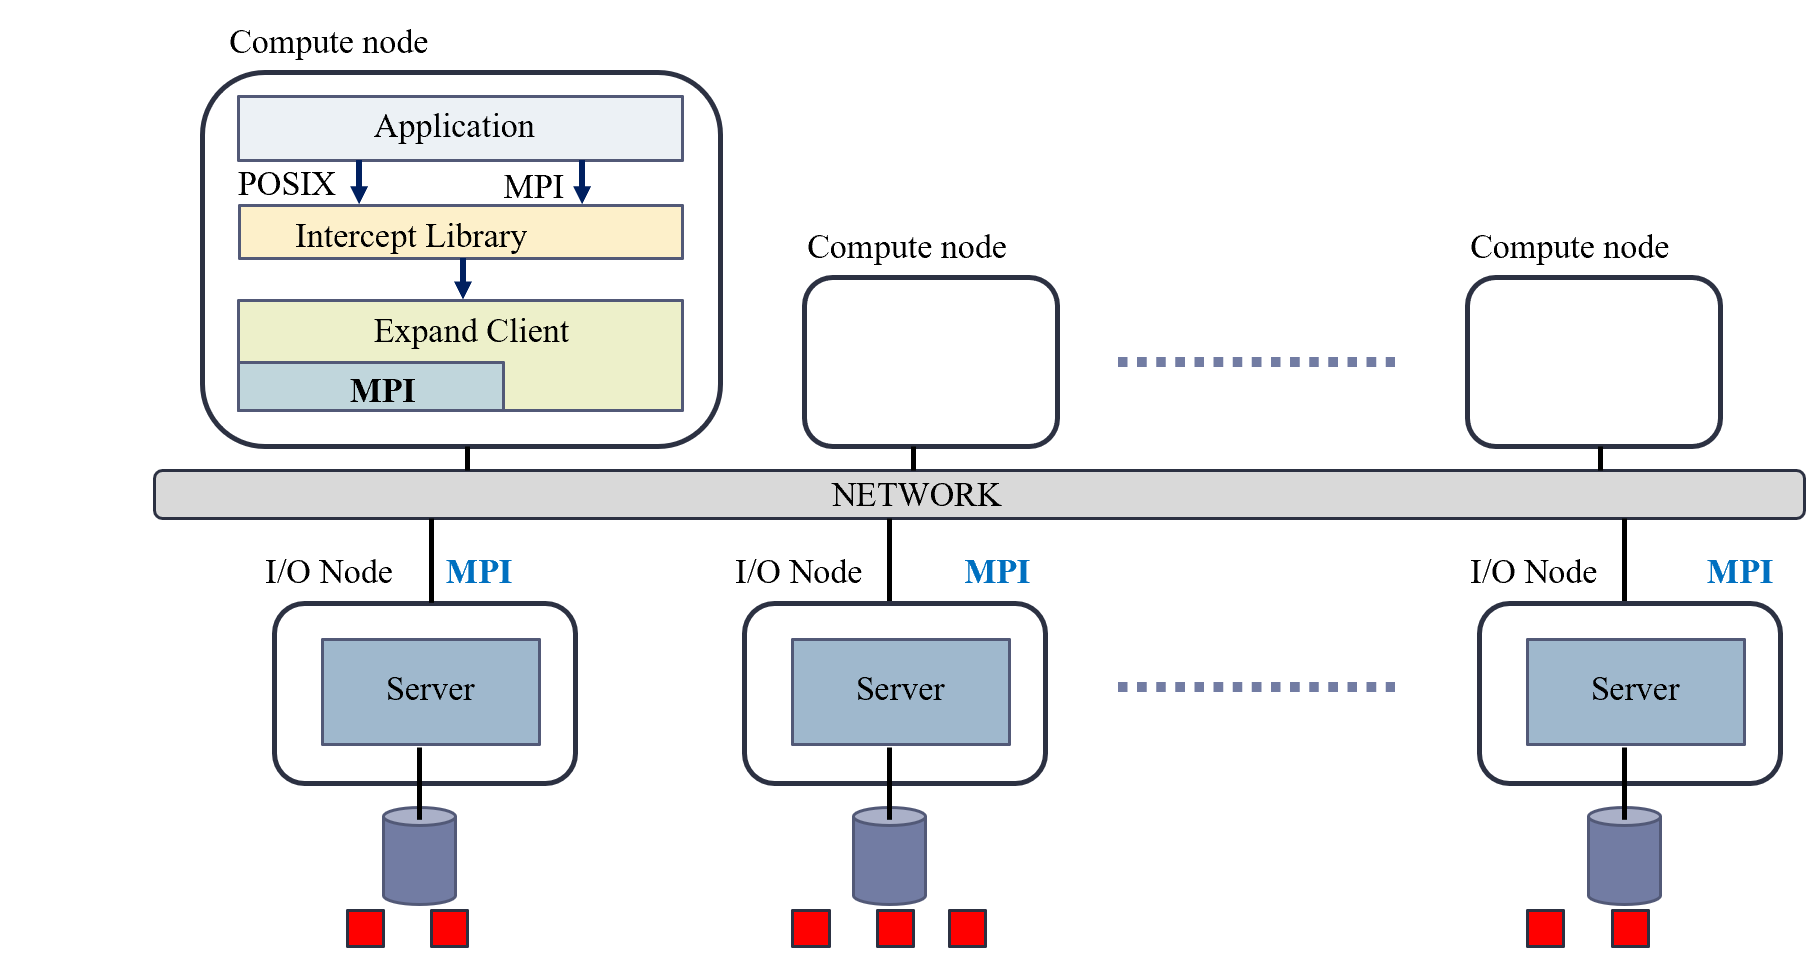 Compute node
Application
POSIX
MPI
Intercept Library
Expand Client
MPI
Compute node
Compute node
NETWORK
I/O Node
MPI
I/O Node
MPI
I/O Node
MPI
Server
Server
Server